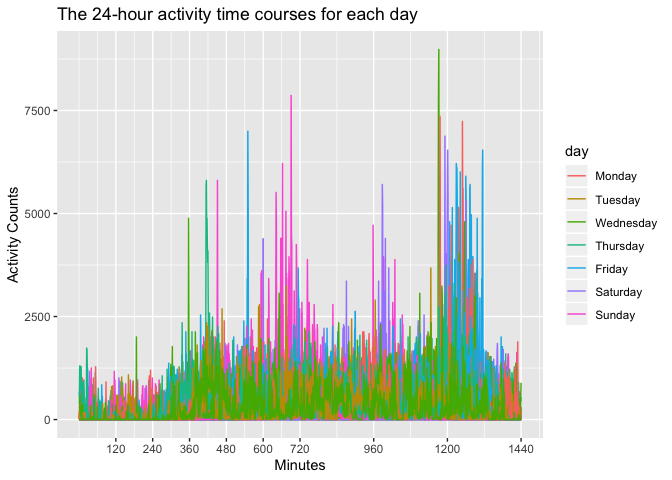 The 24-hour activity time courses for each day
Activity Counts
7500
5000
2500
0
120 240 360 480 600 720 960 1200 1440
Minutes
day
Monday
Tuesday
Wednesday
Thursday
Friday
Saturday
Sunday